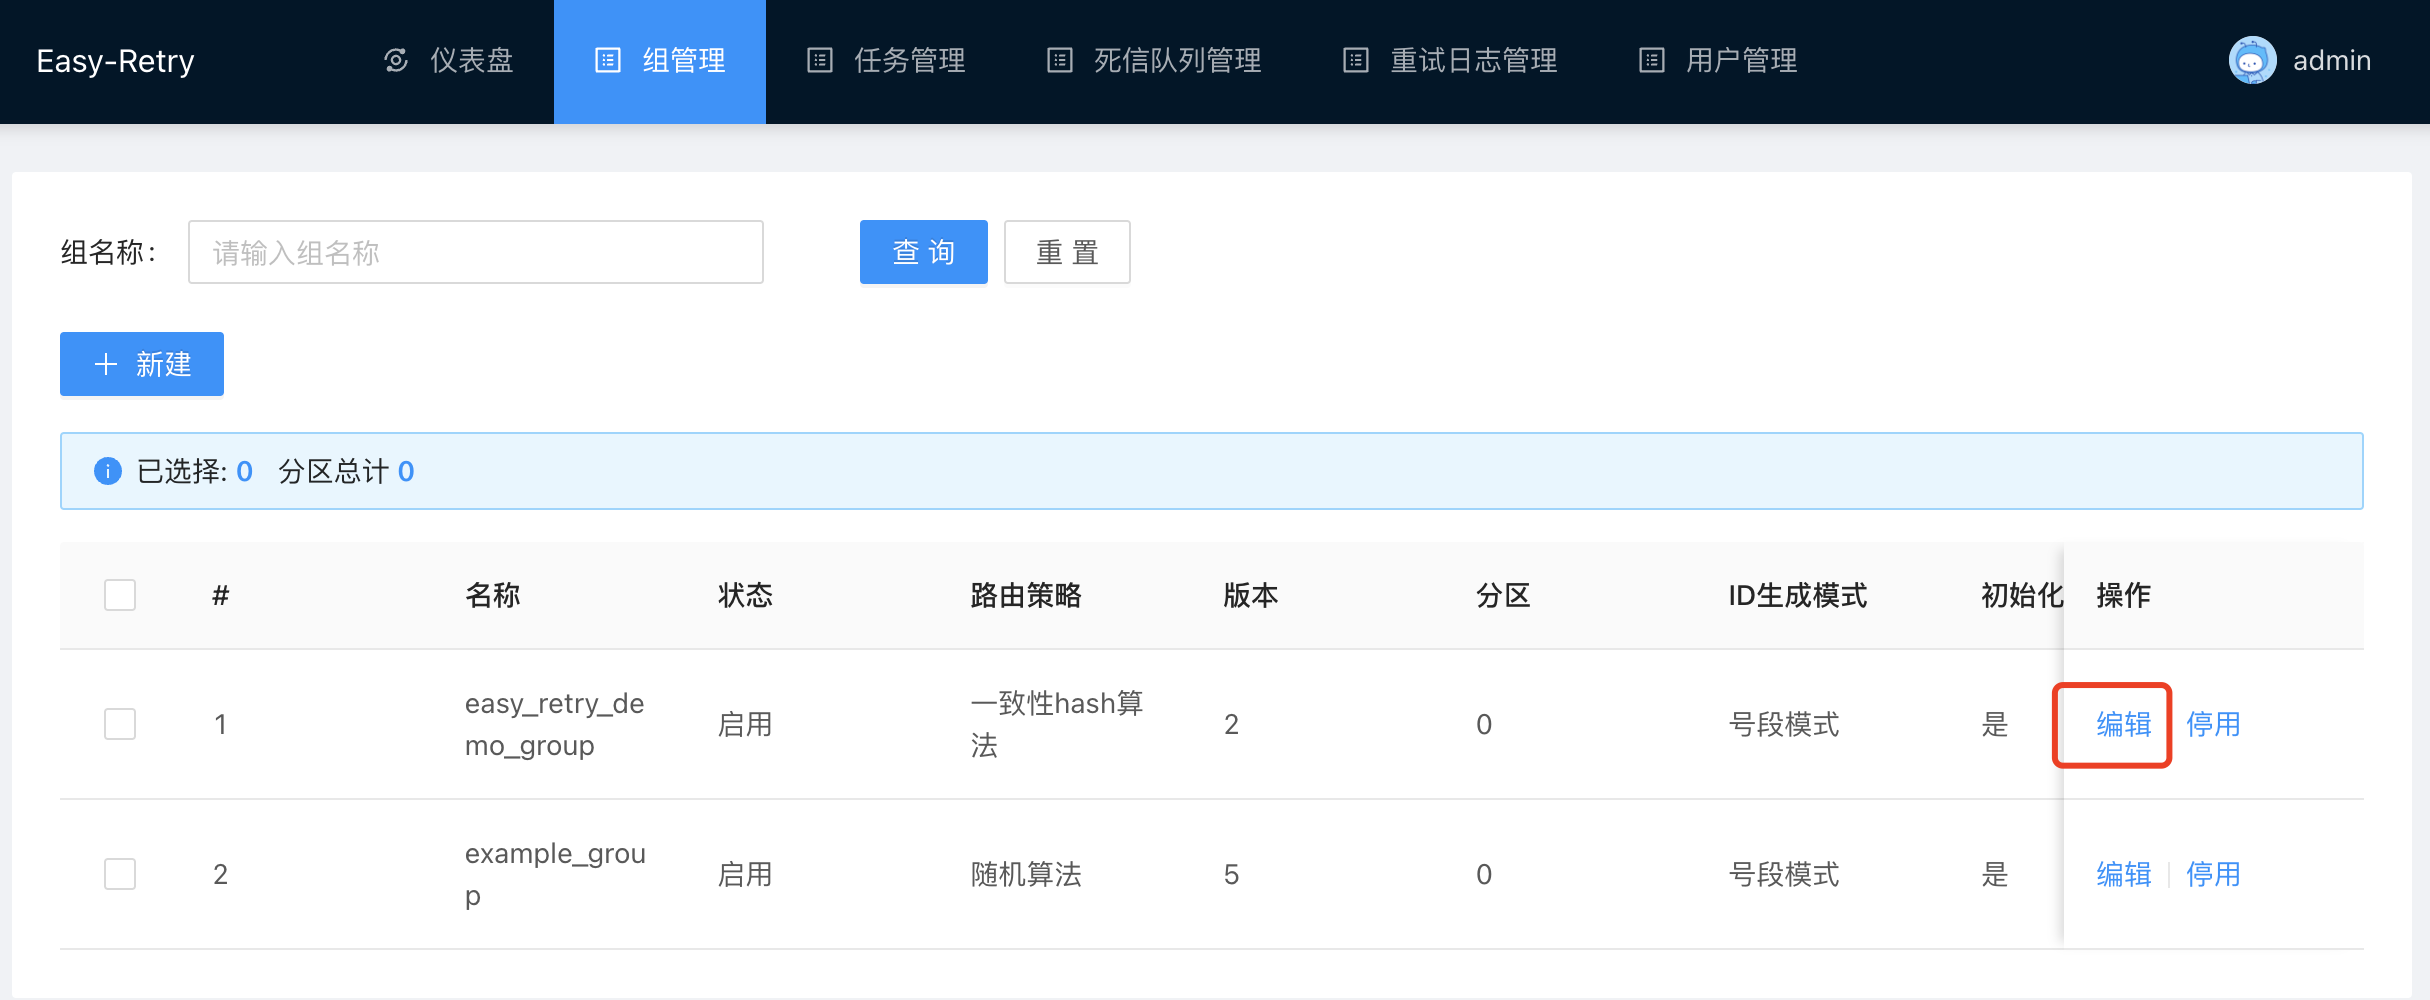 Easy-Retry 仪表盘 组管理 任务管理 死信队列管理 重试日志管理 用户管理 admin
组名称: 请输入组名称 查 询 重 置
新建
已选择: 0 分区总计 0
# 名称 状态 路由策略 版本 分区 ID生成模式 初始化 操作
1 easy_retry_de
mo_group 启用 一致性hash算
法 2 0 号段模式 是 编辑 停用
2 example_grou
p 启用 随机算法 5 0 号段模式 是 编辑 停用